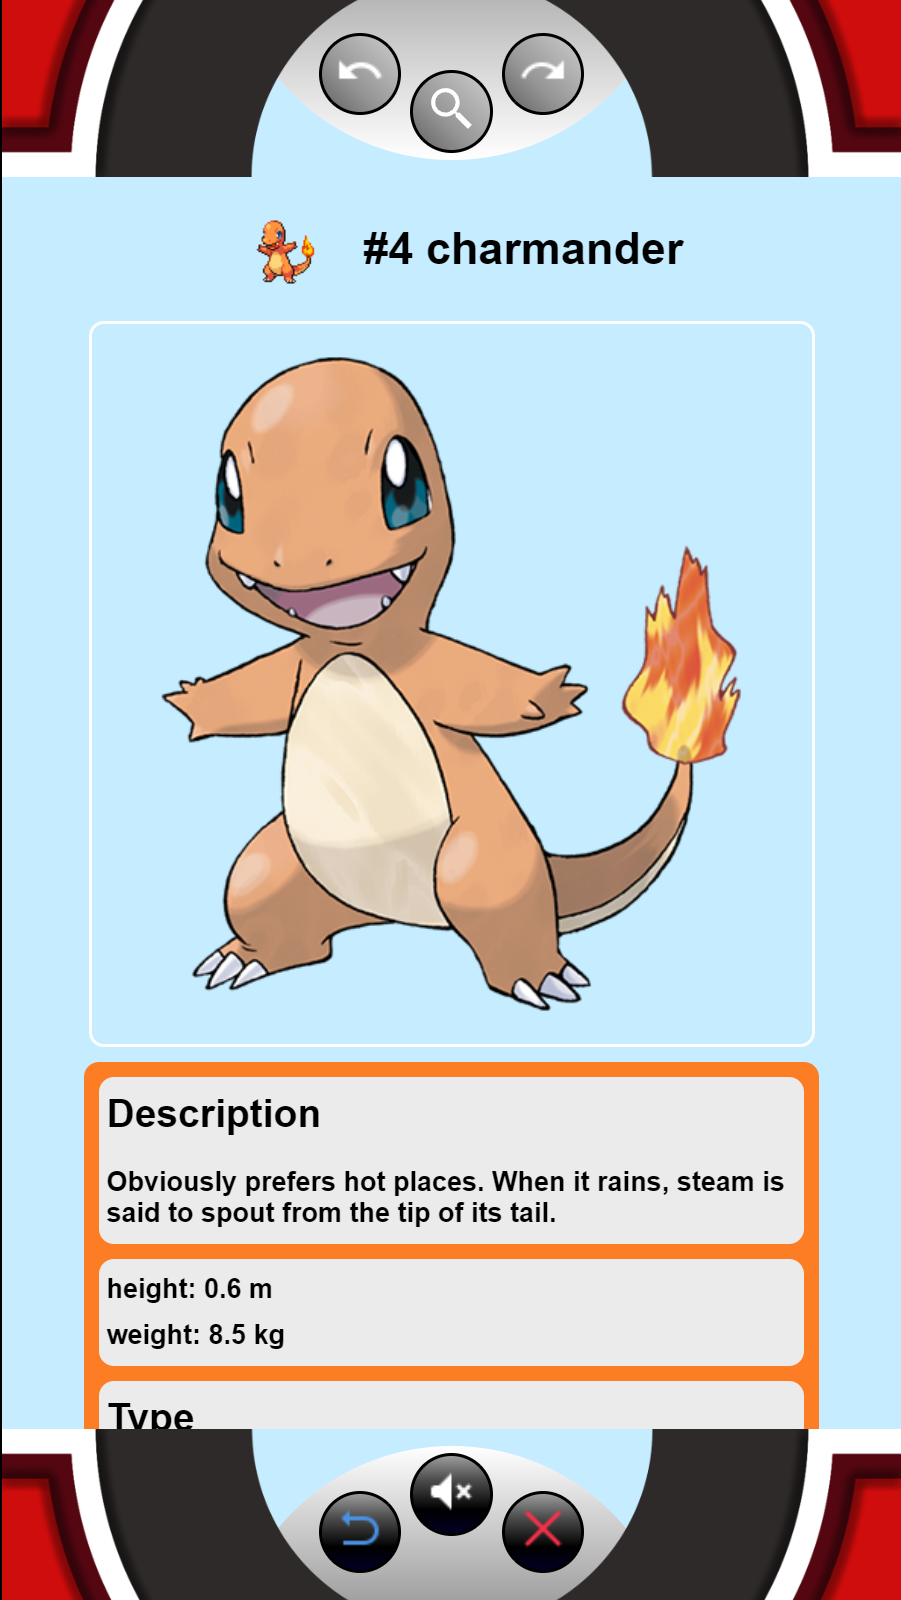 #4 charmander
Description
Obviously prefers hot places. When it rains, steam is
said to spout from the tip of its tail.
height: 0.6 m
weight: 8.5 kg
Type